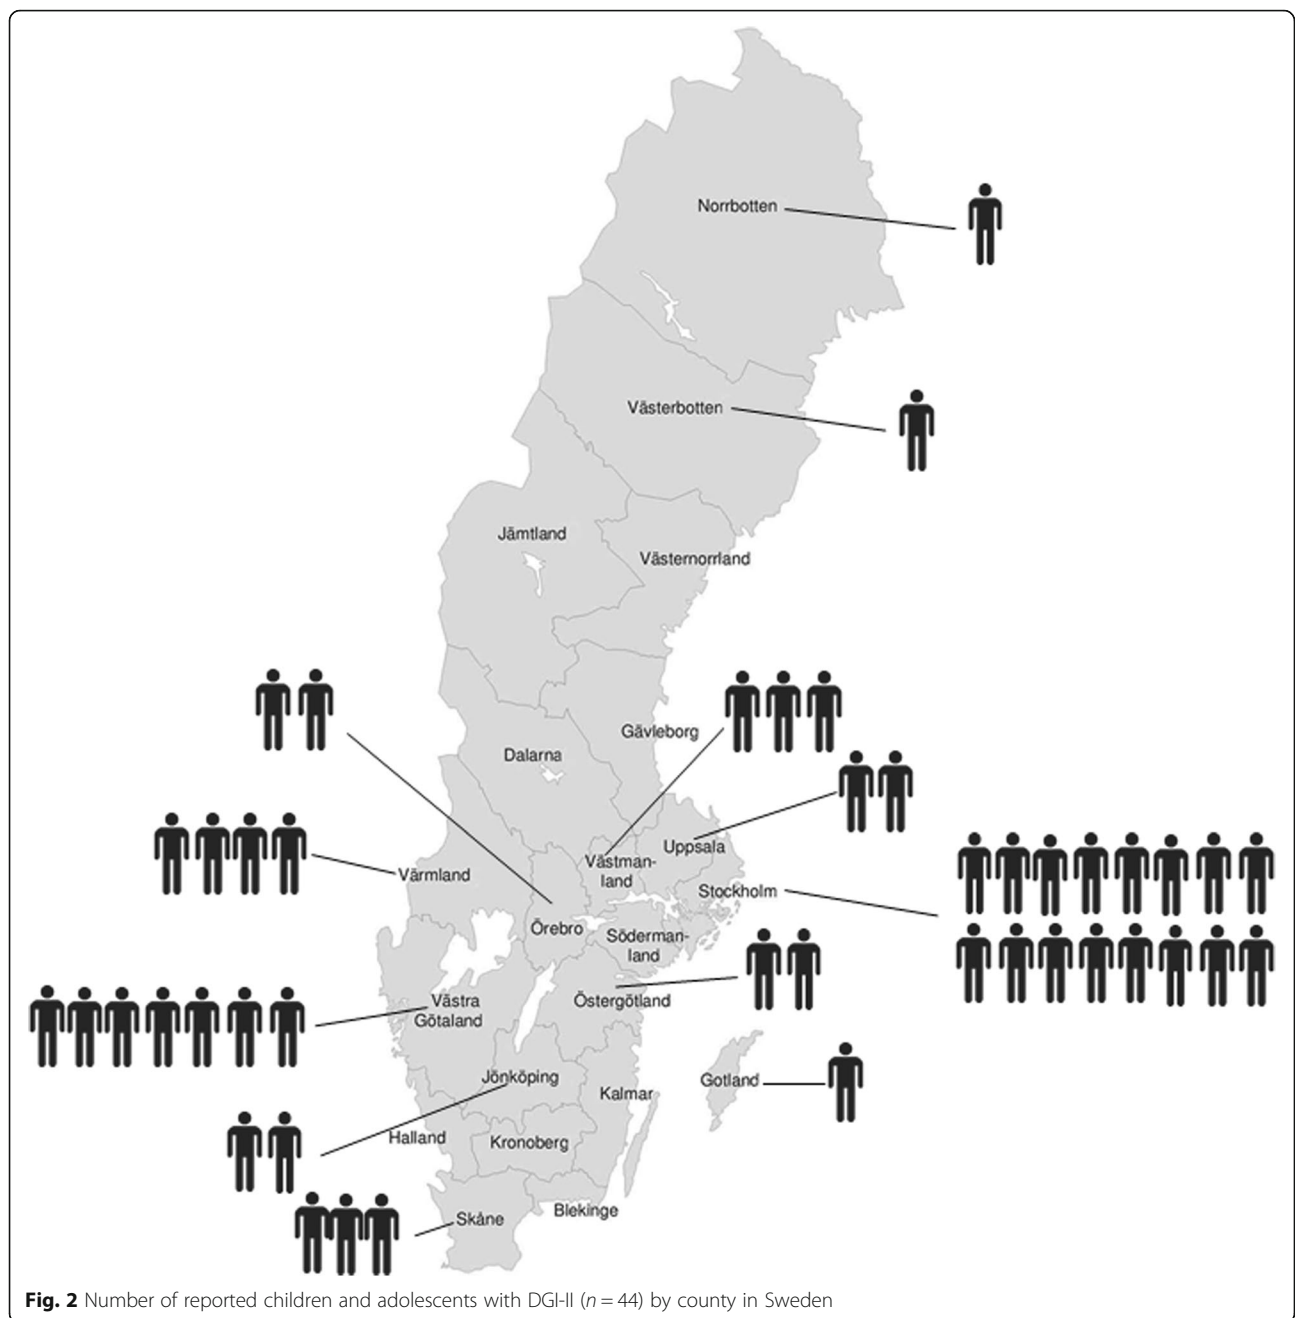 Norrbotten
Västerbotten
Jämtland
Västernorrland
Gävleborg
Dalarna
Uppsala
Västman-
land
Värmland
Stockholm
Örebro
Söderman-
land
Västra
Götaland
Östergötland
Jönköping
Gotland
Kalmar
Halland
Kronoberg
Blekinge
Skåne
Fig. 2 Number of reported children and adolescents with DGI-II (n = 44) by county in Sweden